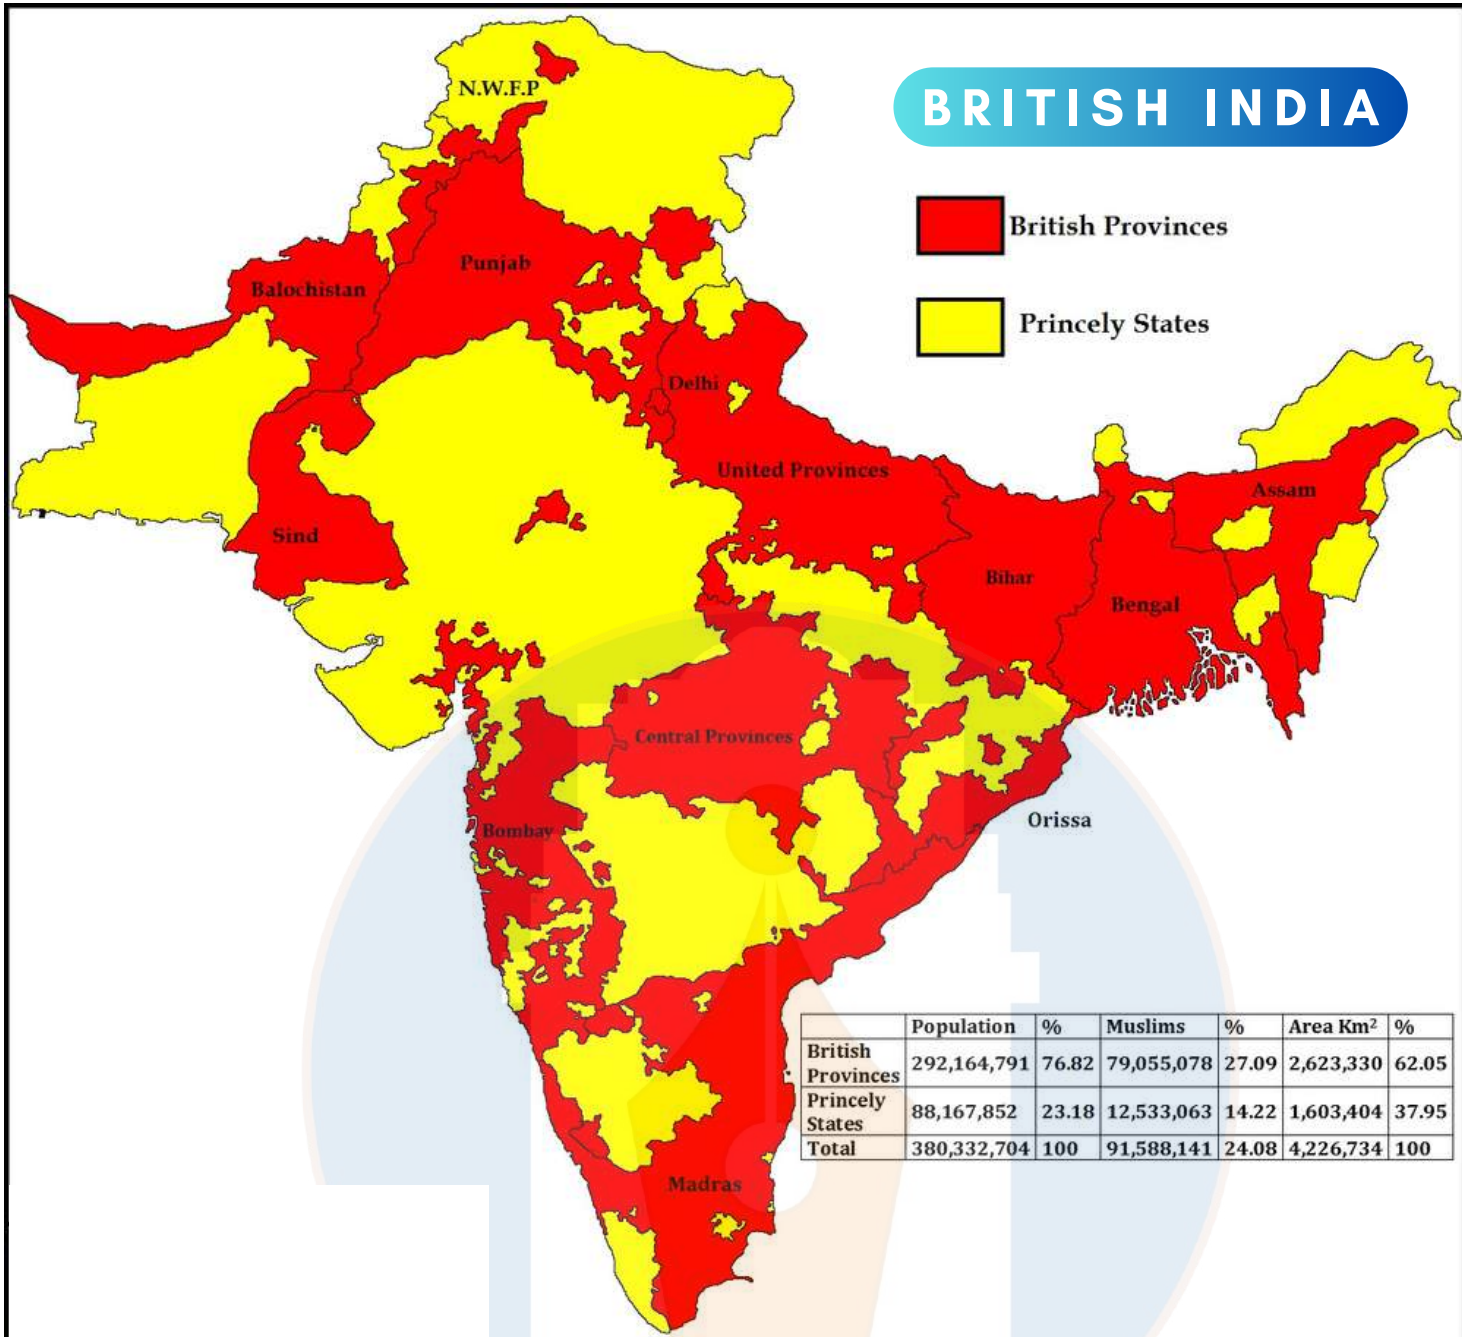 BRITISH INDIA
N.W.F.P
British Provinces
Punjab
Balochistan
Princely States
Delhi
United Provinces
Assam
Sind
Bihar
Bengal
Central Provinces
Orissa
Bombay
Population % Muslims % Area Km² %
British
Provinces 292,164,791 76.82 79,055,078 27.09 2,623,330 62.05
Princely
States 88,167,852 23.18 12,533,063 14.22 1,603,404 37.95
Total 380,332,704 100 91,588,141 24.08 4,226,734 100
Madras